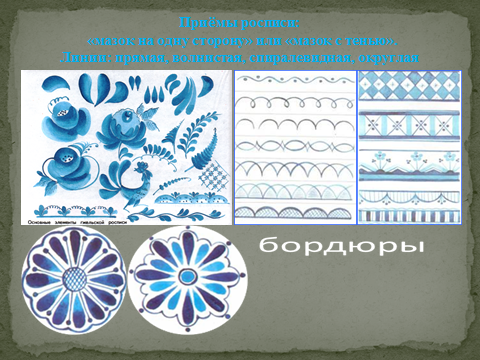 Приёмы росписи:
«мазок на одну сторону» или «мазок с тенью».
Линии: прямая, волнистая, спиралевидная, округлая
Основные элементы гжельской росписи
бордюры